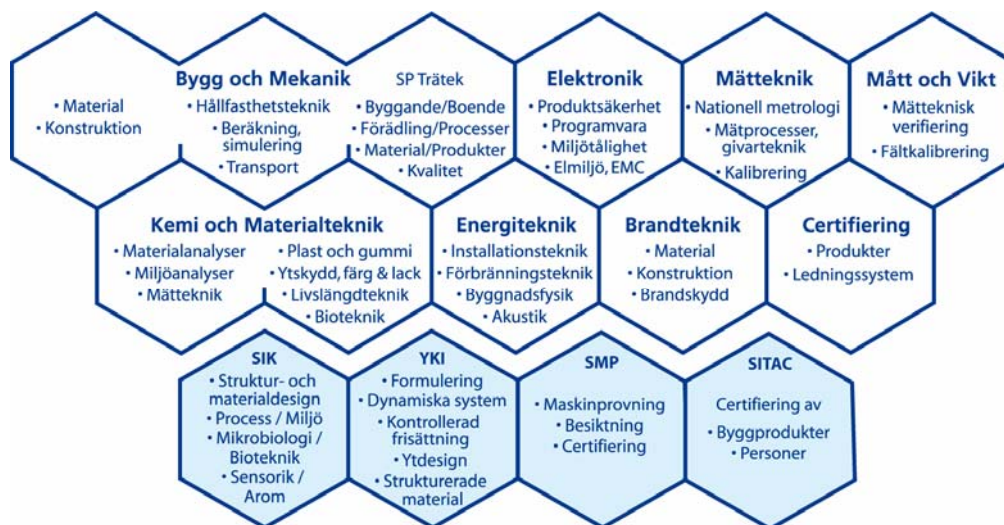 Bygg och Mekanik
• Material
• Konstruktion
• Hållfasthetsteknik
• Beräkning,
simulering
• Transport
SP Trätek
• Byggande/Boende
• Förädling/Processer
• Material/Produkter
• Kvalitet
Elektronik
• Produktsäkerhet
• Programvara
• Miljötålighet
• Elmiljö, EMC
Mätteknik
• Nationell metrologi
• Mätprocesser,
givarteknik
• Kalibrering
Mått och Vikt
• Mätteknisk
verifiering
• Fältkalibrering
Kemi och Materialteknik
• Materialanalyser
• Miljöanalyser
• Mätteknik
• Plast och gummi
• Ytskydd, färg & lack
• Livslängdteknik
• Bioteknik
Energiteknik
• Installationsteknik
• Förbränningsteknik
• Byggnadsfysik
• Akustik
Brandteknik
• Material
• Konstruktion
• Brandskydd
Certifiering
• Produkter
• Ledningssystem
SIK
• Struktur- och
materialdesign
• Process / Miljö
• Mikrobiologi /
Bioteknik
• Sensorik /
Arom
YKI
• Formulering
• Dynamiska system
• Kontrollerad
frisättning
• Ytdesign
• Strukturerade
material
SMP
• Maskinprovning
• Besiktning
• Certifiering
SITAC
Certifiering av
• Byggprodukter
• Personer